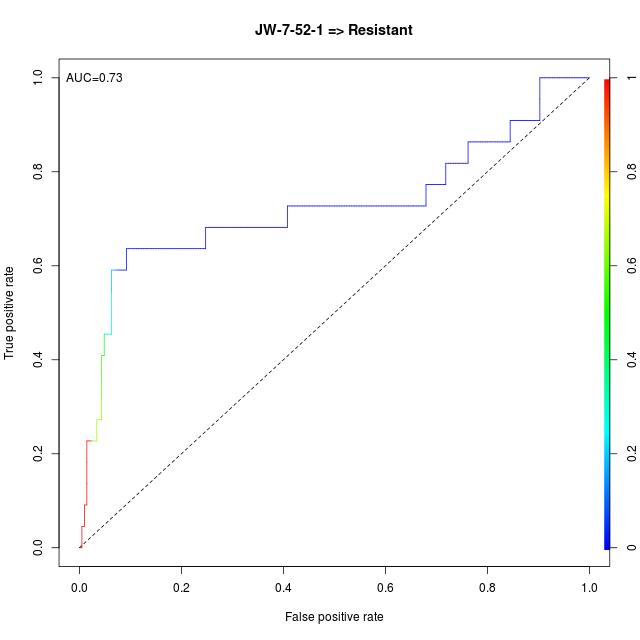 JW-7-52-1 => Resistant
AUC=0.73
True positive rate
1.0
0.8
0.6
0.4
0.2
0.0
0.0 0.2 0.4 0.6 0.8 1.0
False positive rate
1
0.8
0.6
0.4
0.2
0